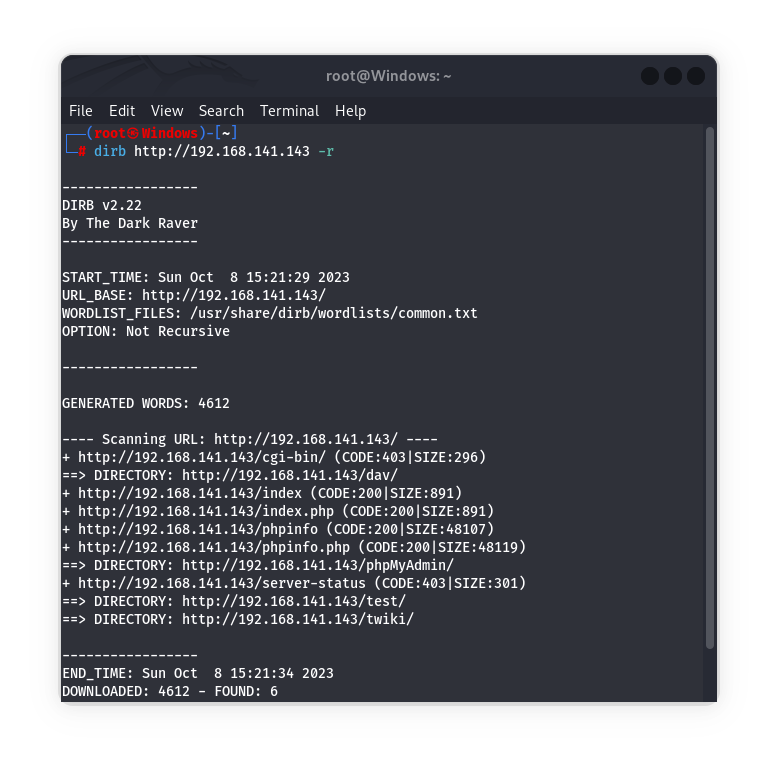 root@Windows: ~
File Edit View Search Terminal Help
┌──(root㉿Windows)-[~]
└─# dirb http://192.168.141.143 -r
-----------------
DIRB v2.22
By The Dark Raver
-----------------
START_TIME: Sun Oct  8 15:21:29 2023
URL_BASE: http://192.168.141.143/
WORDLIST_FILES: /usr/share/dirb/wordlists/common.txt
OPTION: Not Recursive
-----------------
GENERATED WORDS: 4612
---- Scanning URL: http://192.168.141.143/ ----
+ http://192.168.141.143/cgi-bin/ (CODE:403|SIZE:296)
==> DIRECTORY: http://192.168.141.143/dav/
+ http://192.168.141.143/index (CODE:200|SIZE:891)
+ http://192.168.141.143/index.php (CODE:200|SIZE:891)
+ http://192.168.141.143/phpinfo (CODE:200|SIZE:48107)
+ http://192.168.141.143/phpinfo.php (CODE:200|SIZE:48119)
==> DIRECTORY: http://192.168.141.143/phpMyAdmin/
+ http://192.168.141.143/server-status (CODE:403|SIZE:301)
==> DIRECTORY: http://192.168.141.143/test/
==> DIRECTORY: http://192.168.141.143/twiki/
-----------------
END_TIME: Sun Oct  8 15:21:34 2023
DOWNLOADED: 4612 - FOUND: 6